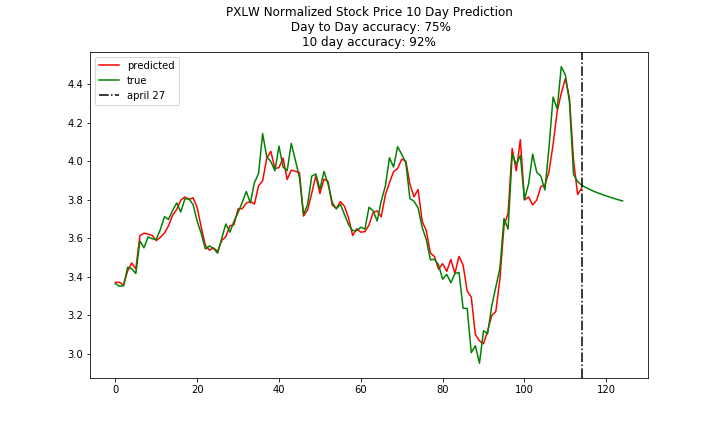 PXLW Normalized Stock Price 10 Day Prediction
Day to Day accuracy: 75%
10 day accuracy: 92%
predicted
true
april 27
4.4
4.2
4.0
3.8
3.6
3.4
3.2
3.0
0 20 40 60 80 100 120